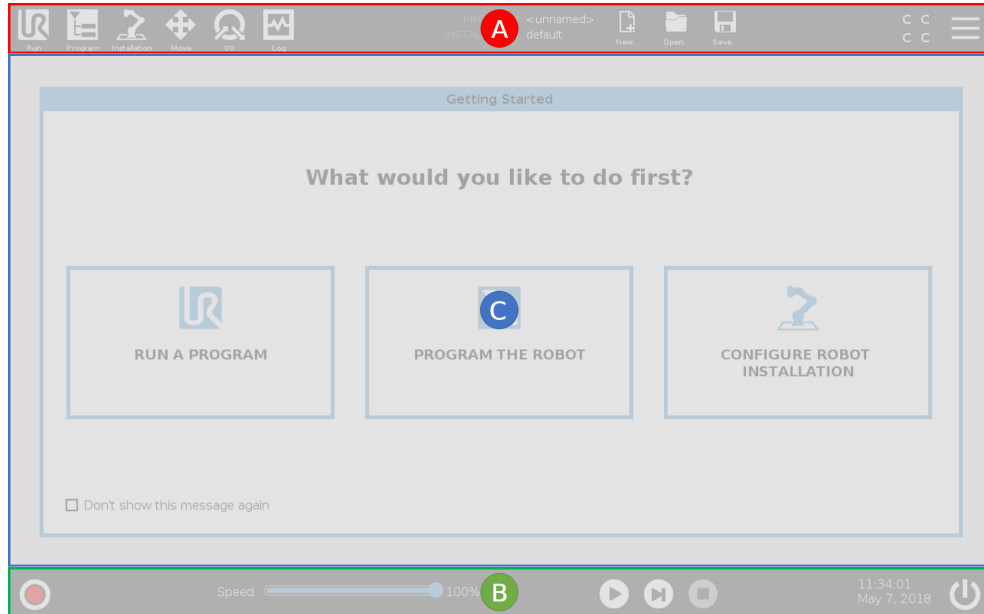 Run Program Installation Move I/O Log
<unnamed>
default
New... Open... Save...
C C
C C
A
Getting Started
What would you like to do first?
C
RUN A PROGRAM
PROGRAM THE ROBOT
CONFIGURE ROBOT
INSTALLATION
Don't show this message again
Speed 100%
B
11:34:01
May 7, 2018